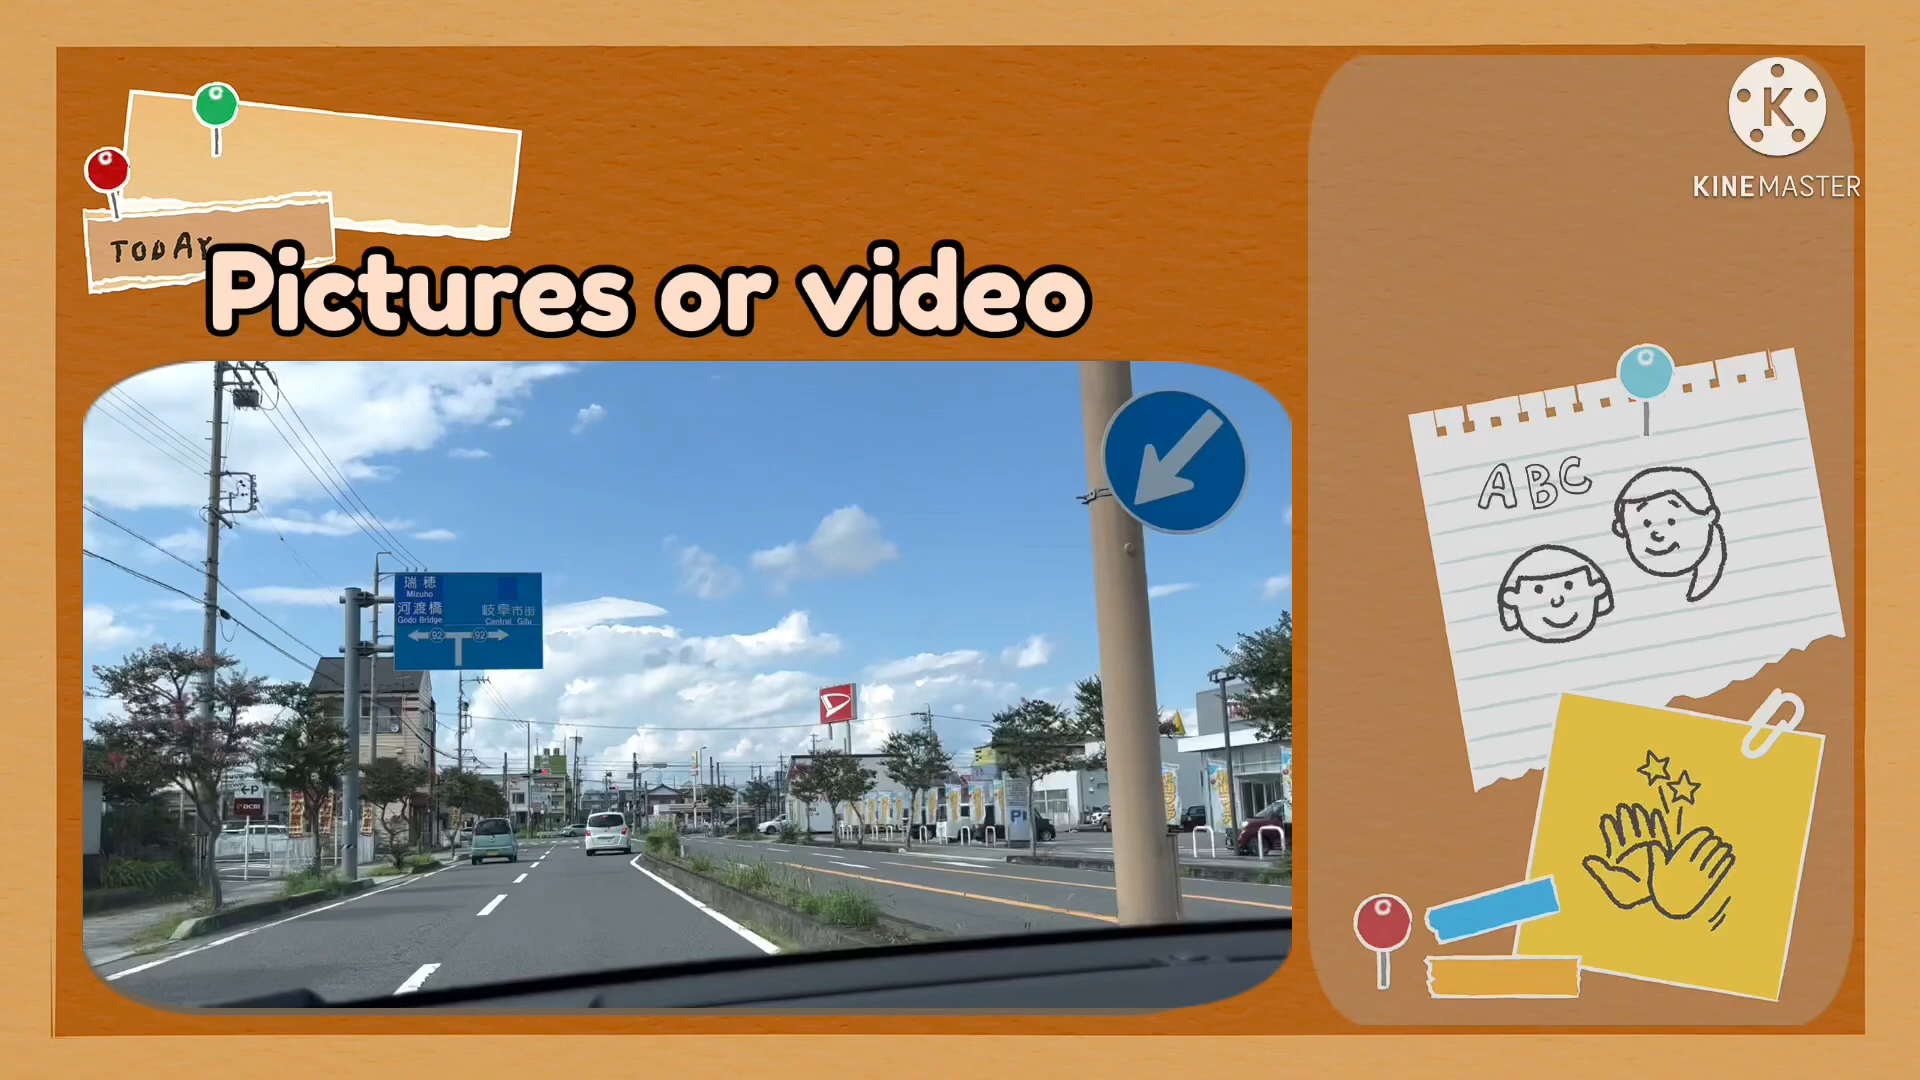 KINEMASTER
TODAY
Pictures or video
ABC
瑞穂
Mizuho
河渡橋
Godo Bridge
岐阜市街
Central Gifu
92
92
P
DCM
P